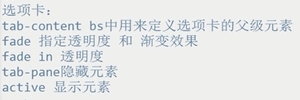 选项卡:
tab-content bs中用来定义选项卡的父级元素
fade 指定透明度 和 渐变效果
fade in 透明度
tab-pane隐藏元素
active 显示元素